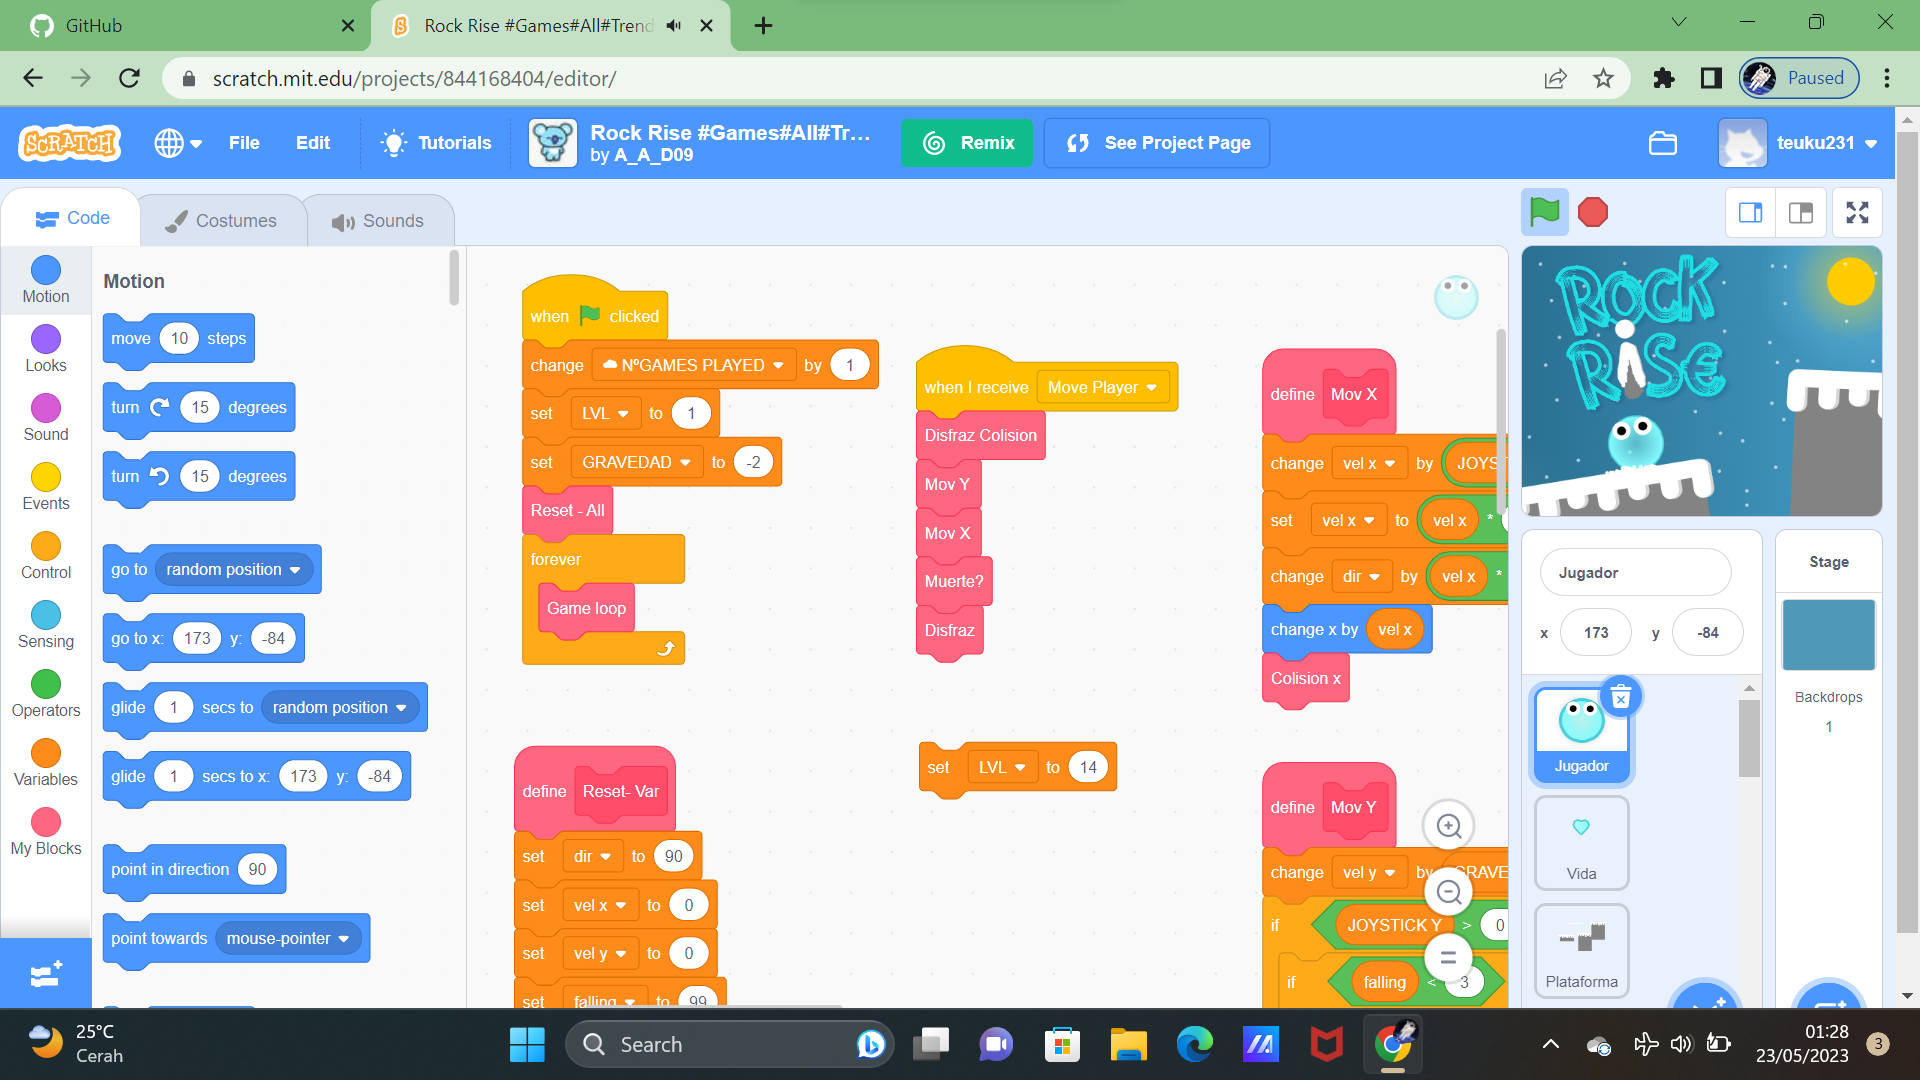 GitHub
Rock Rise #Games#All#Trend
scratch.mit.edu/projects/844168404/editor/
Paused
SCRATCH
File
Edit
Tutorials
Rock Rise #Games#All#Tr...
by A_A_D09
Remix
See Project Page
teuku231
Code
Costumes
Sounds
Motion
Looks
Sound
Events
Control
Sensing
Operators
Variables
My Blocks
Motion
move 10 steps
turn 15 degrees
turn 15 degrees
go to random position
go to x: 173 y: -84
glide 1 secs to random position
glide 1 secs to x: 173 y: -84
point in direction 90
point towards mouse-pointer
when clicked
change NºGAMES PLAYED by 1
set LVL to 1
set GRAVEDAD to -2
Reset - All
forever
Game loop
define Reset- Var
set dir to 90
set vel x to 0
set vel y to 0
set falling to 99
when I receive Move Player
Disfraz Colision
Mov Y
Mov X
Muerte?
Disfraz
set LVL to 14
define Mov X
change vel x by JOYST
set vel x to vel x *
change dir by vel x *
change x by vel x
Colision x
define Mov Y
change vel y by GRAVE
if JOYSTICK Y > 0
if falling < 3
ROCK
RISE
Jugador
x 173 y -84
Jugador
Vida
Plataforma
Stage
Backdrops
1
25°C
Cerah
Search
01:28
23/05/2023
3